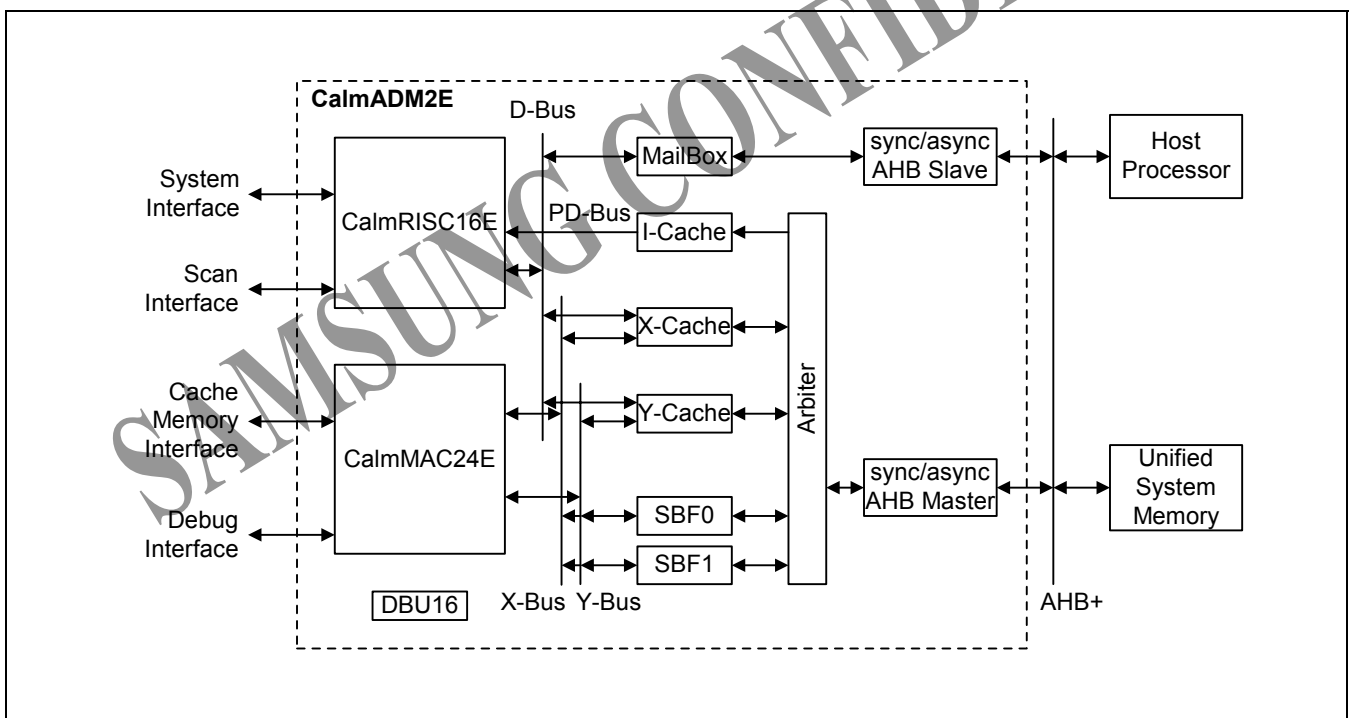 SAMSUNG CONFID
CalmADM2E
D-Bus
System
Interface
Scan
Interface
CalmRISC16E
PD-Bus
MailBox
I-Cache
X-Cache
Y-Cache
SBF0
SBF1
Arbiter
sync/async
AHB Slave
Host
Processor
Cache
Memory
Interface
Debug
Interface
CalmMAC24E
DBU16
X-Bus
Y-Bus
sync/async
AHB Master
AHB+
Unified
System
Memory